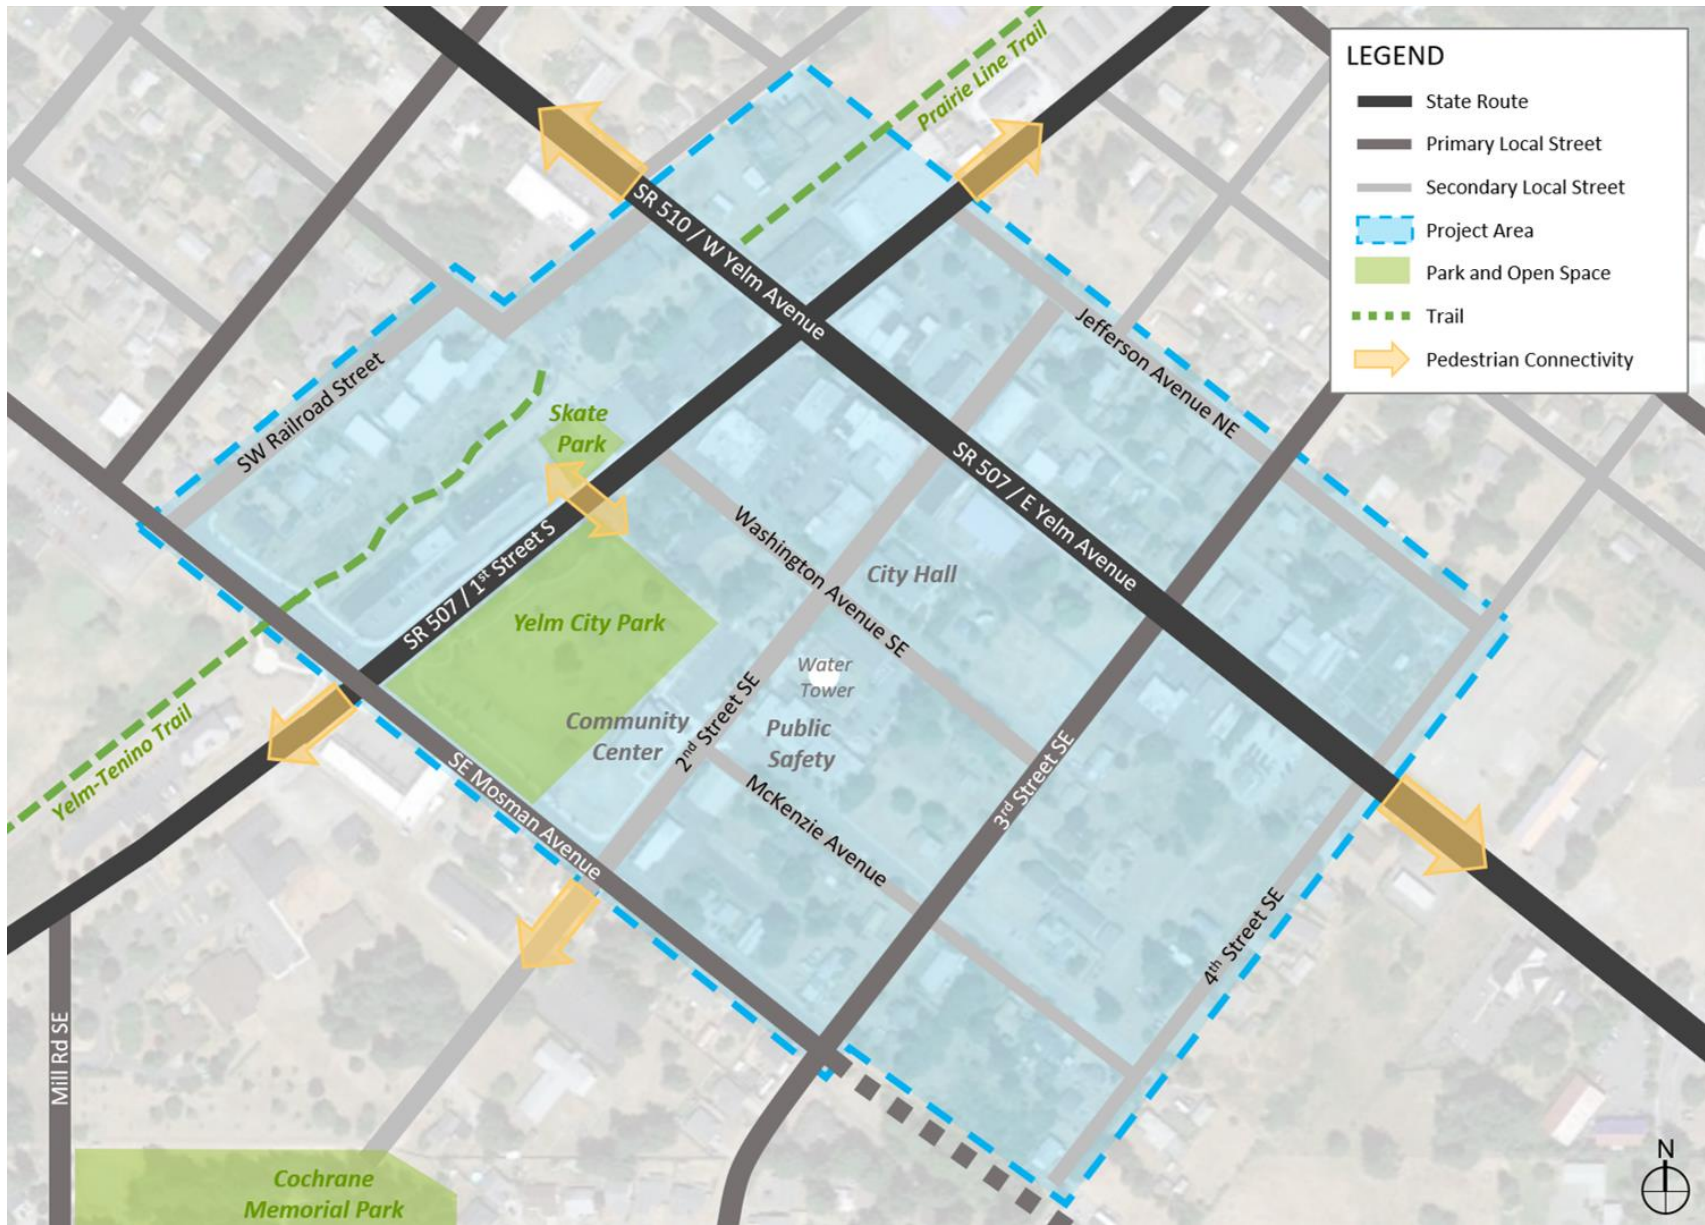 LEGEND
State Route
Primary Local Street
Secondary Local Street
Project Area
Park and Open Space
Trail
Pedestrian Connectivity
Prairie Line Trail
SR 510 / W Yelm Avenue
Jefferson Avenue NE
SW Railroad Street
Skate
Park
SR 507 / E Yelm Avenue
Washington Avenue SE
City Hall
SR 507 / 1st Street S
Yelm City Park
Water
Tower
Community
Center
2nd Street SE
Public
Safety
3rd Street SE
Yelm-Tenino Trail
SE Mosman Avenue
McKenzie Avenue
4th Street SE
Mill Rd SE
Cochrane
Memorial Park
N